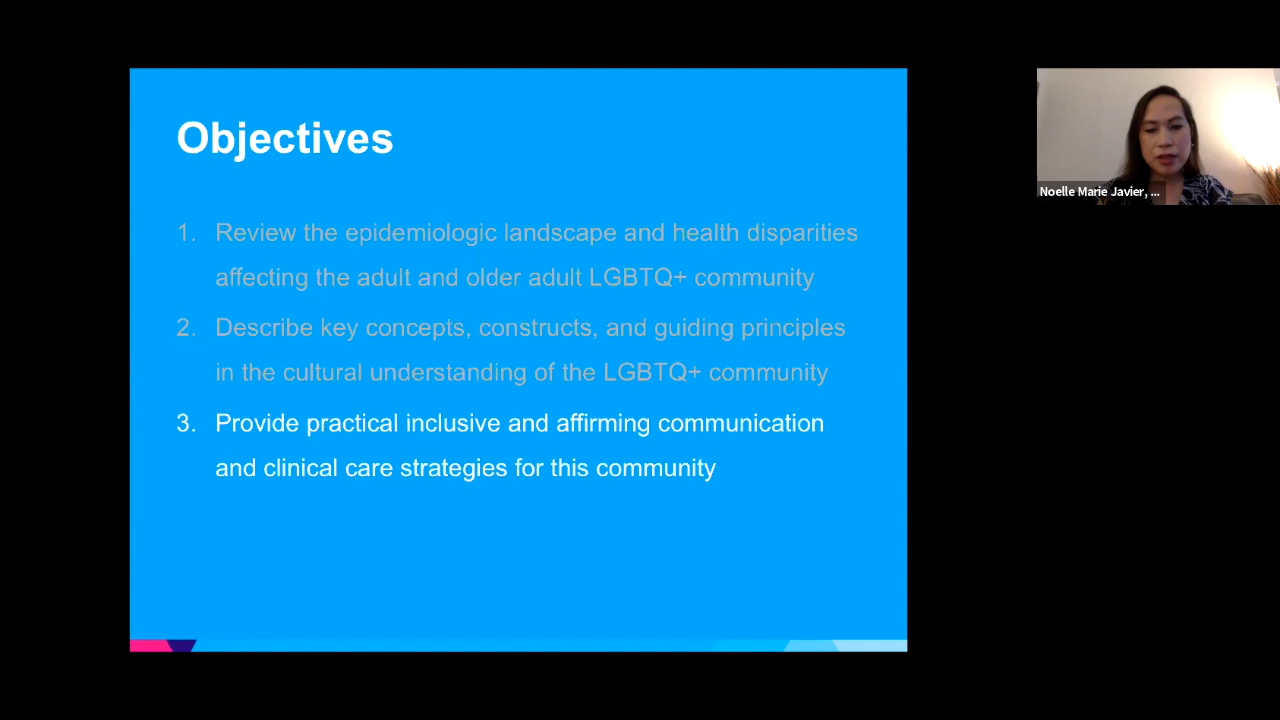 Objectives
1. Review the epidemiologic landscape and health disparities
affecting the adult and older adult LGBTQ+ community
2. Describe key concepts, constructs, and guiding principles
in the cultural understanding of the LGBTQ+ community
3. Provide practical inclusive and affirming communication
and clinical care strategies for this community
Noelle Marie Javier, ...